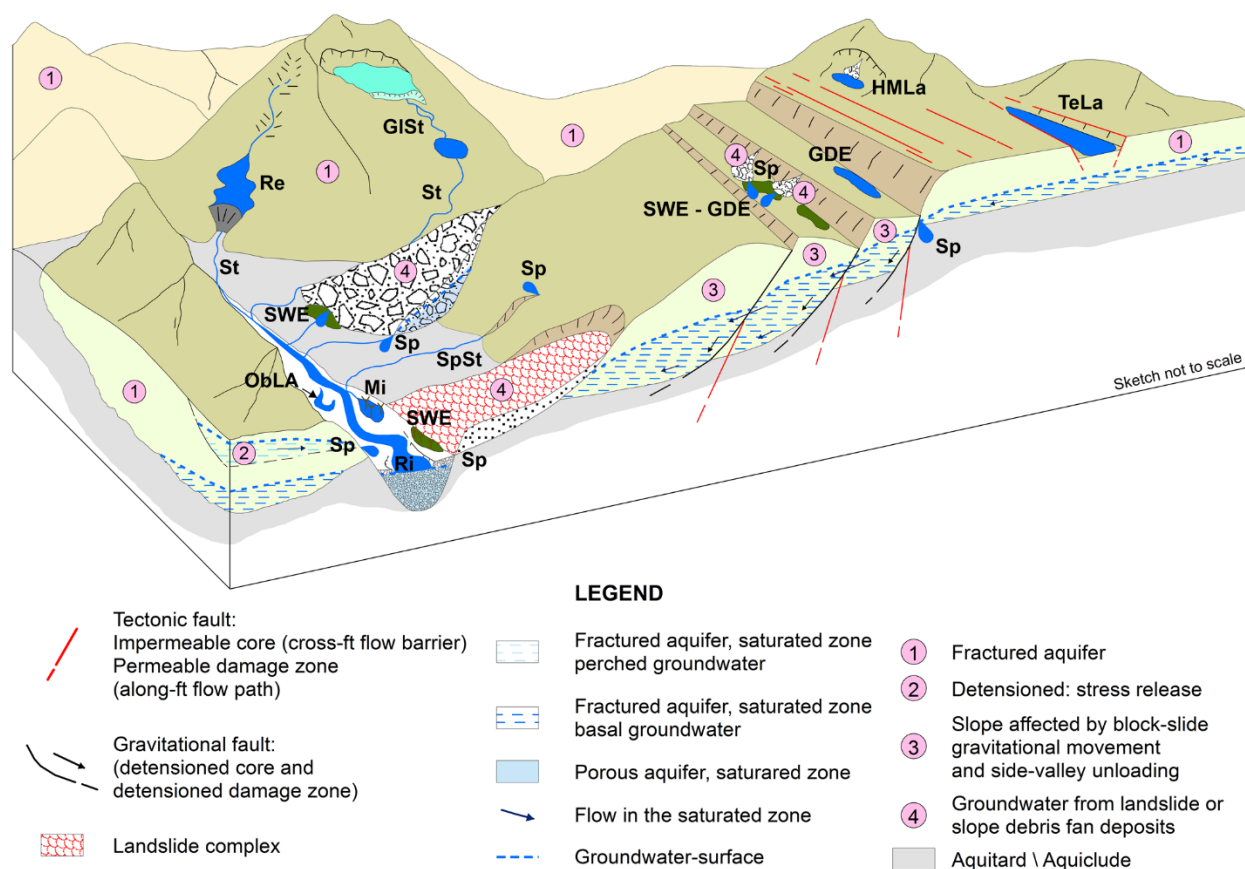 1
1
GlSt
Re
St
1
HMLa
TeLa
1
4
Sp
GDE
4
SWE - GDE
1
St
4
Sp
3
3
Sp
SWE
Sp
3
SpSt
ObLA
Mi
4
1
SWE
2
Sp
Ri
Sp
Sketch not to scale
LEGEND
Tectonic fault:
Impermeable core (cross-ft flow barrier)
Permeable damage zone
(along-ft flow path)
Gravitational fault:
(detensioned core and
detensioned damage zone)
Landslide complex
Fractured aquifer, saturated zone
perched groundwater
Fractured aquifer, saturated zone
basal groundwater
Porous aquifer, saturared zone
Flow in the saturated zone
Groundwater-surface
1 Fractured aquifer
2 Detensioned: stress release
3 Slope affected by block-slide
gravitational movement
and side-valley unloading
4 Groundwater from landslide or
slope debris fan deposits
Aquitard \ Aquiclude